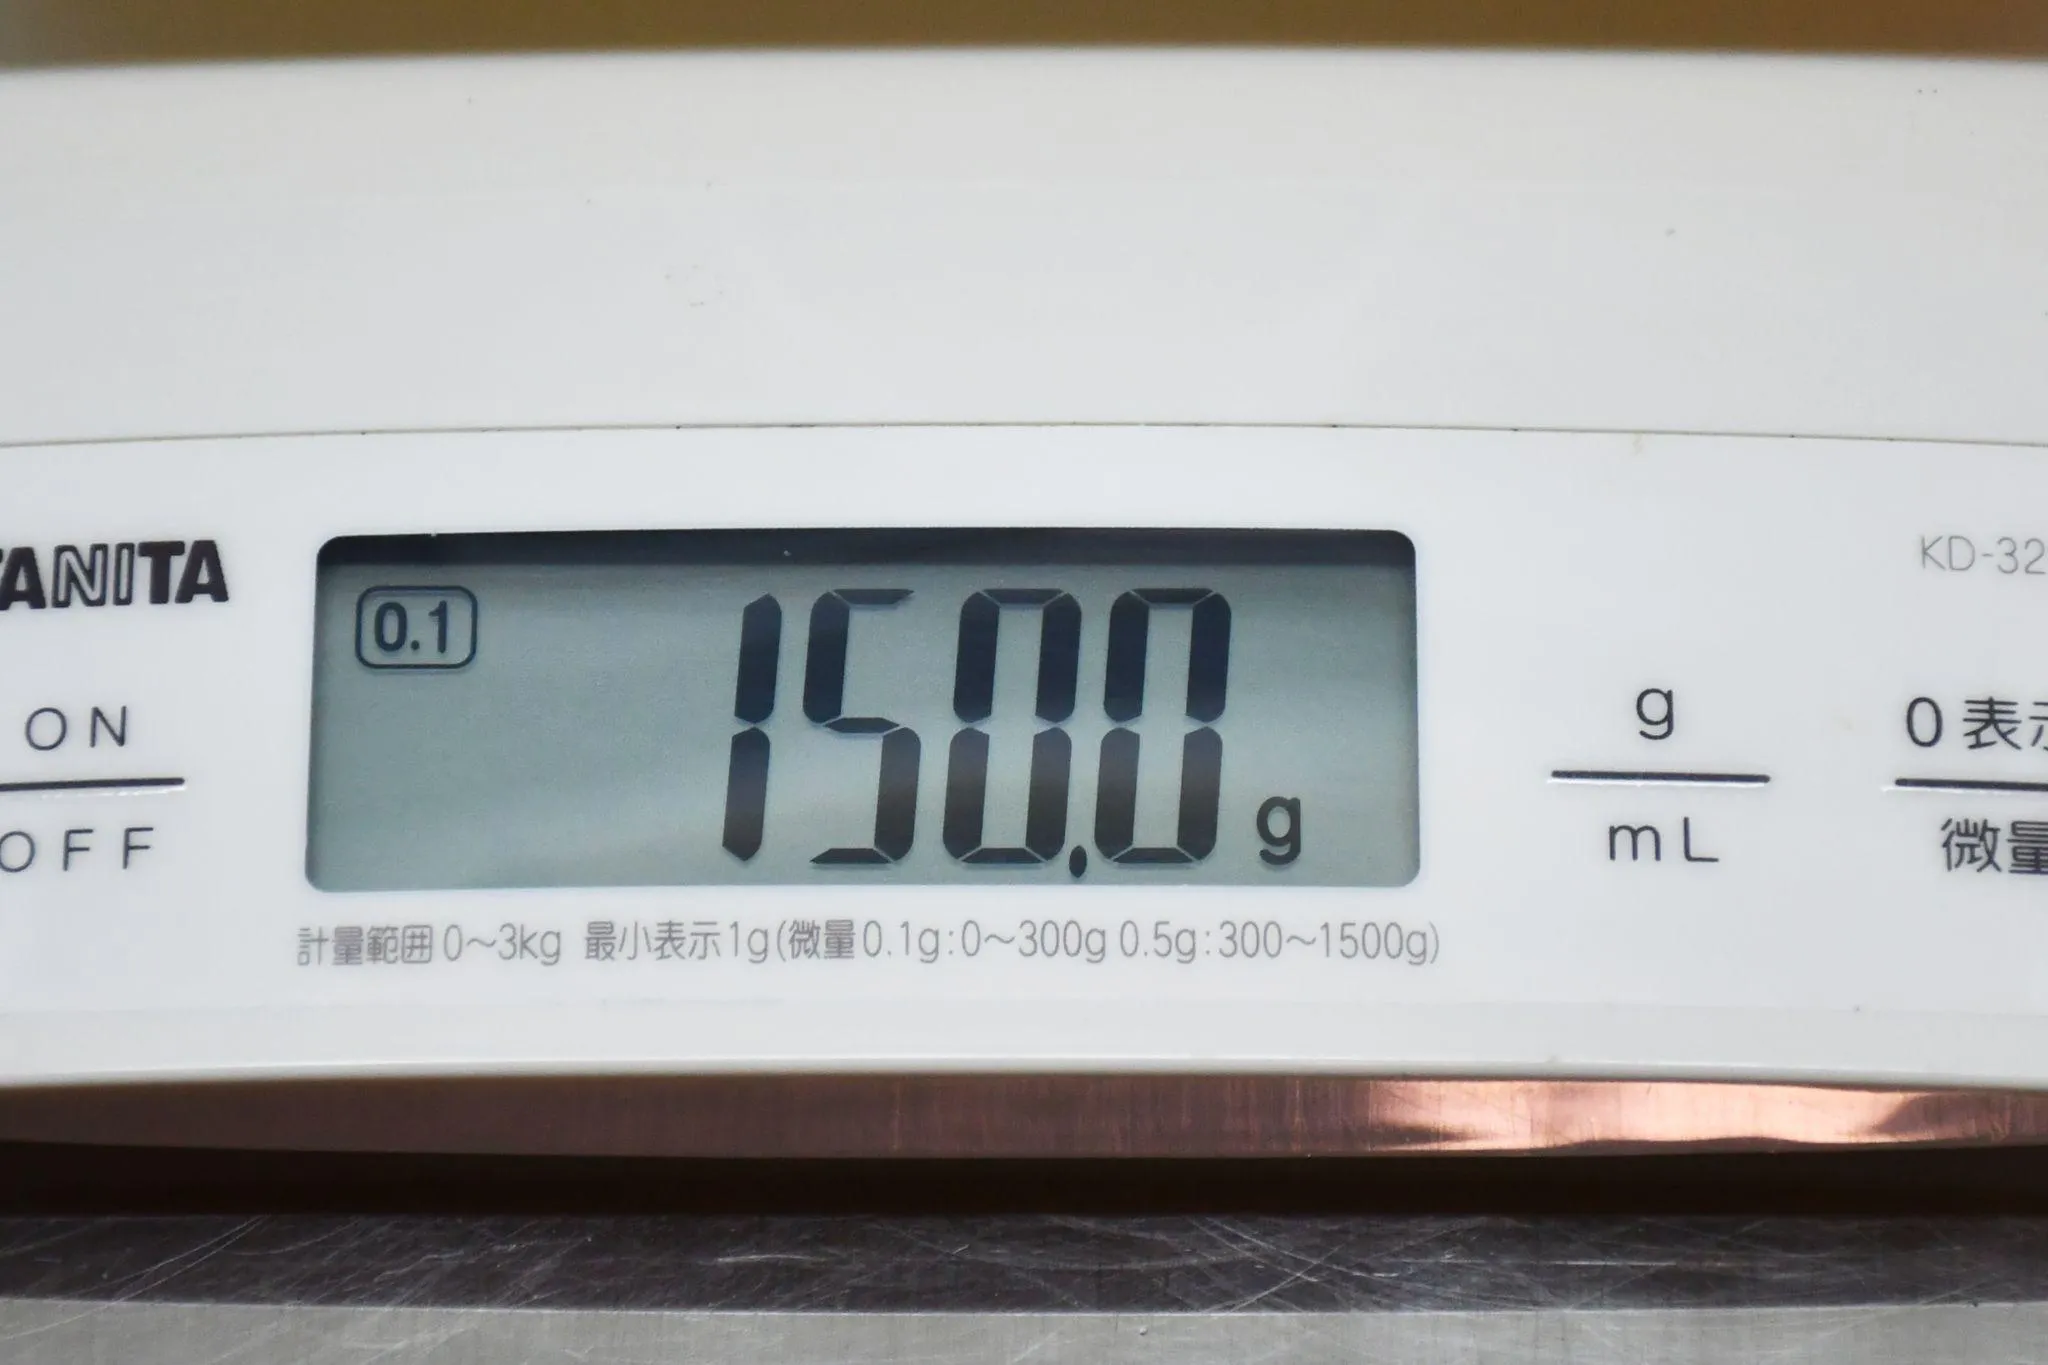 TANITA
ON
OFF
0.1
150.0 g
計量範囲 0～3kg 最小表示1g(微量0.1g:0～300g 0.5g:300～1500g)
g
mL
KD-32
0表示
微量